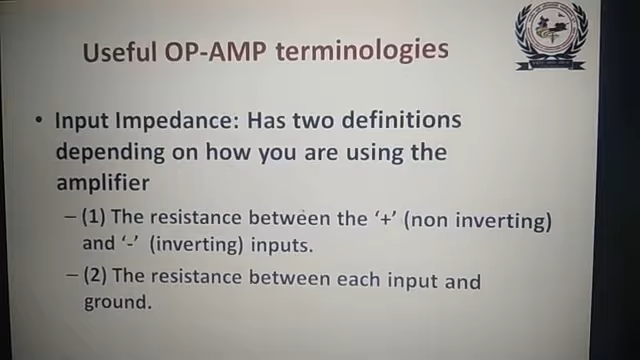 Useful OP-AMP terminologies
• Input Impedance: Has two definitions
depending on how you are using the
amplifier
– (1) The resistance between the '+' (non inverting)
and '-' (inverting) inputs.
– (2) The resistance between each input and
ground.